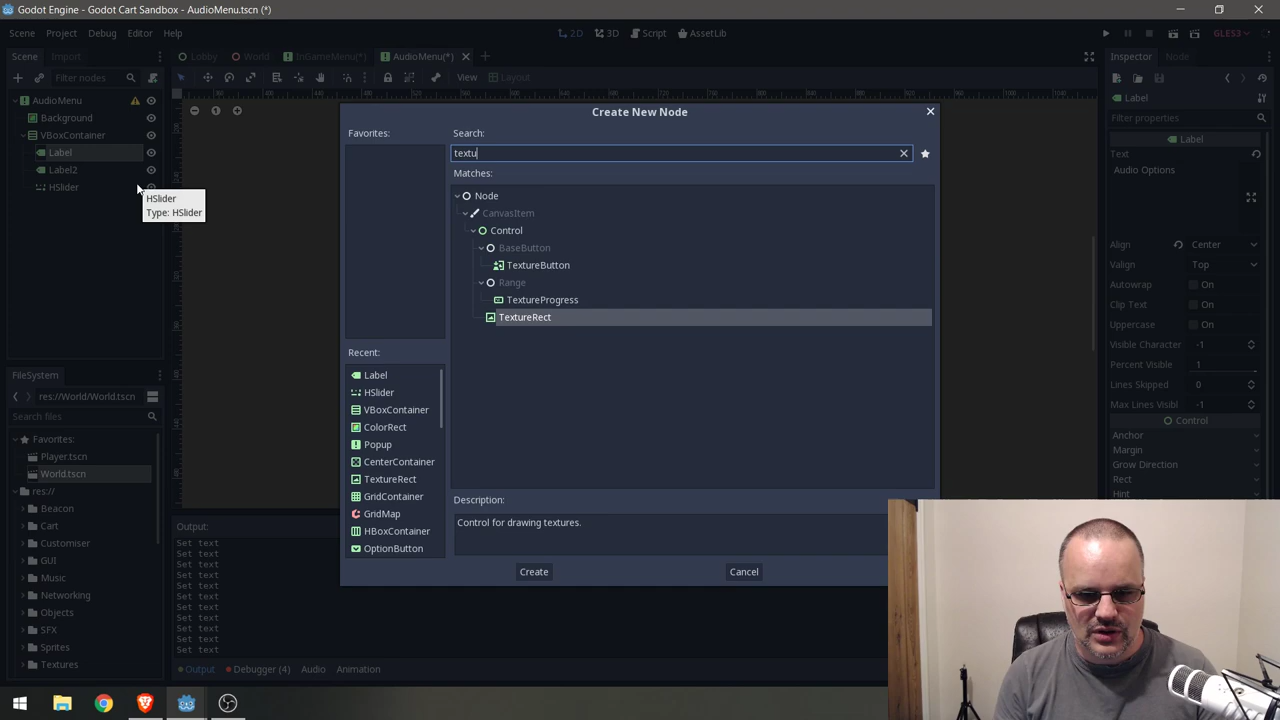 Godot Engine - Godot Cart Sandbox - AudioMenu.tscn (*)
Scene Project Debug Editor Help
2D 3D Script AssetLib
GLES3
Scene Import
Lobby World InGameMenu(*) AudioMenu(*)
Inspector Node
Filter nodes
View Layout
AudioMenu
Background
VBoxContainer
Label
Label2
HSlider
HSlider
Type: HSlider
Create New Node
Favorites:
Search:
textu
Matches:
Node
CanvasItem
Control
BaseButton
TextureButton
Range
TextureProgress
TextureRect
Recent:
Label
HSlider
VBoxContainer
ColorRect
Popup
CenterContainer
TextureRect
GridContainer
GridMap
HBoxContainer
OptionButton
Description:
Control for drawing textures.
Create Cancel
Label
Filter properties
Label
Text
Audio Options
Align Center
Valign Top
Autowrap On
Clip Text On
Uppercase On
Visible Character -1
Percent Visible 1
Lines Skipped 0
Max Lines Visibl -1
Control
Anchor
Margin
Grow Direction
Rect
Hint
FileSystem
res://World/World.tscn
Search files
Favorites:
Player.tscn
World.tscn
res://
Beacon
Cart
Customiser
GUI
Music
Networking
Objects
SFX
Sprites
Textures
Output:
Set text
Set text
Set text
Set text
Set text
Set text
Set text
Set text
Set text
Set text
Set text
Output Debugger (4) Audio Animation